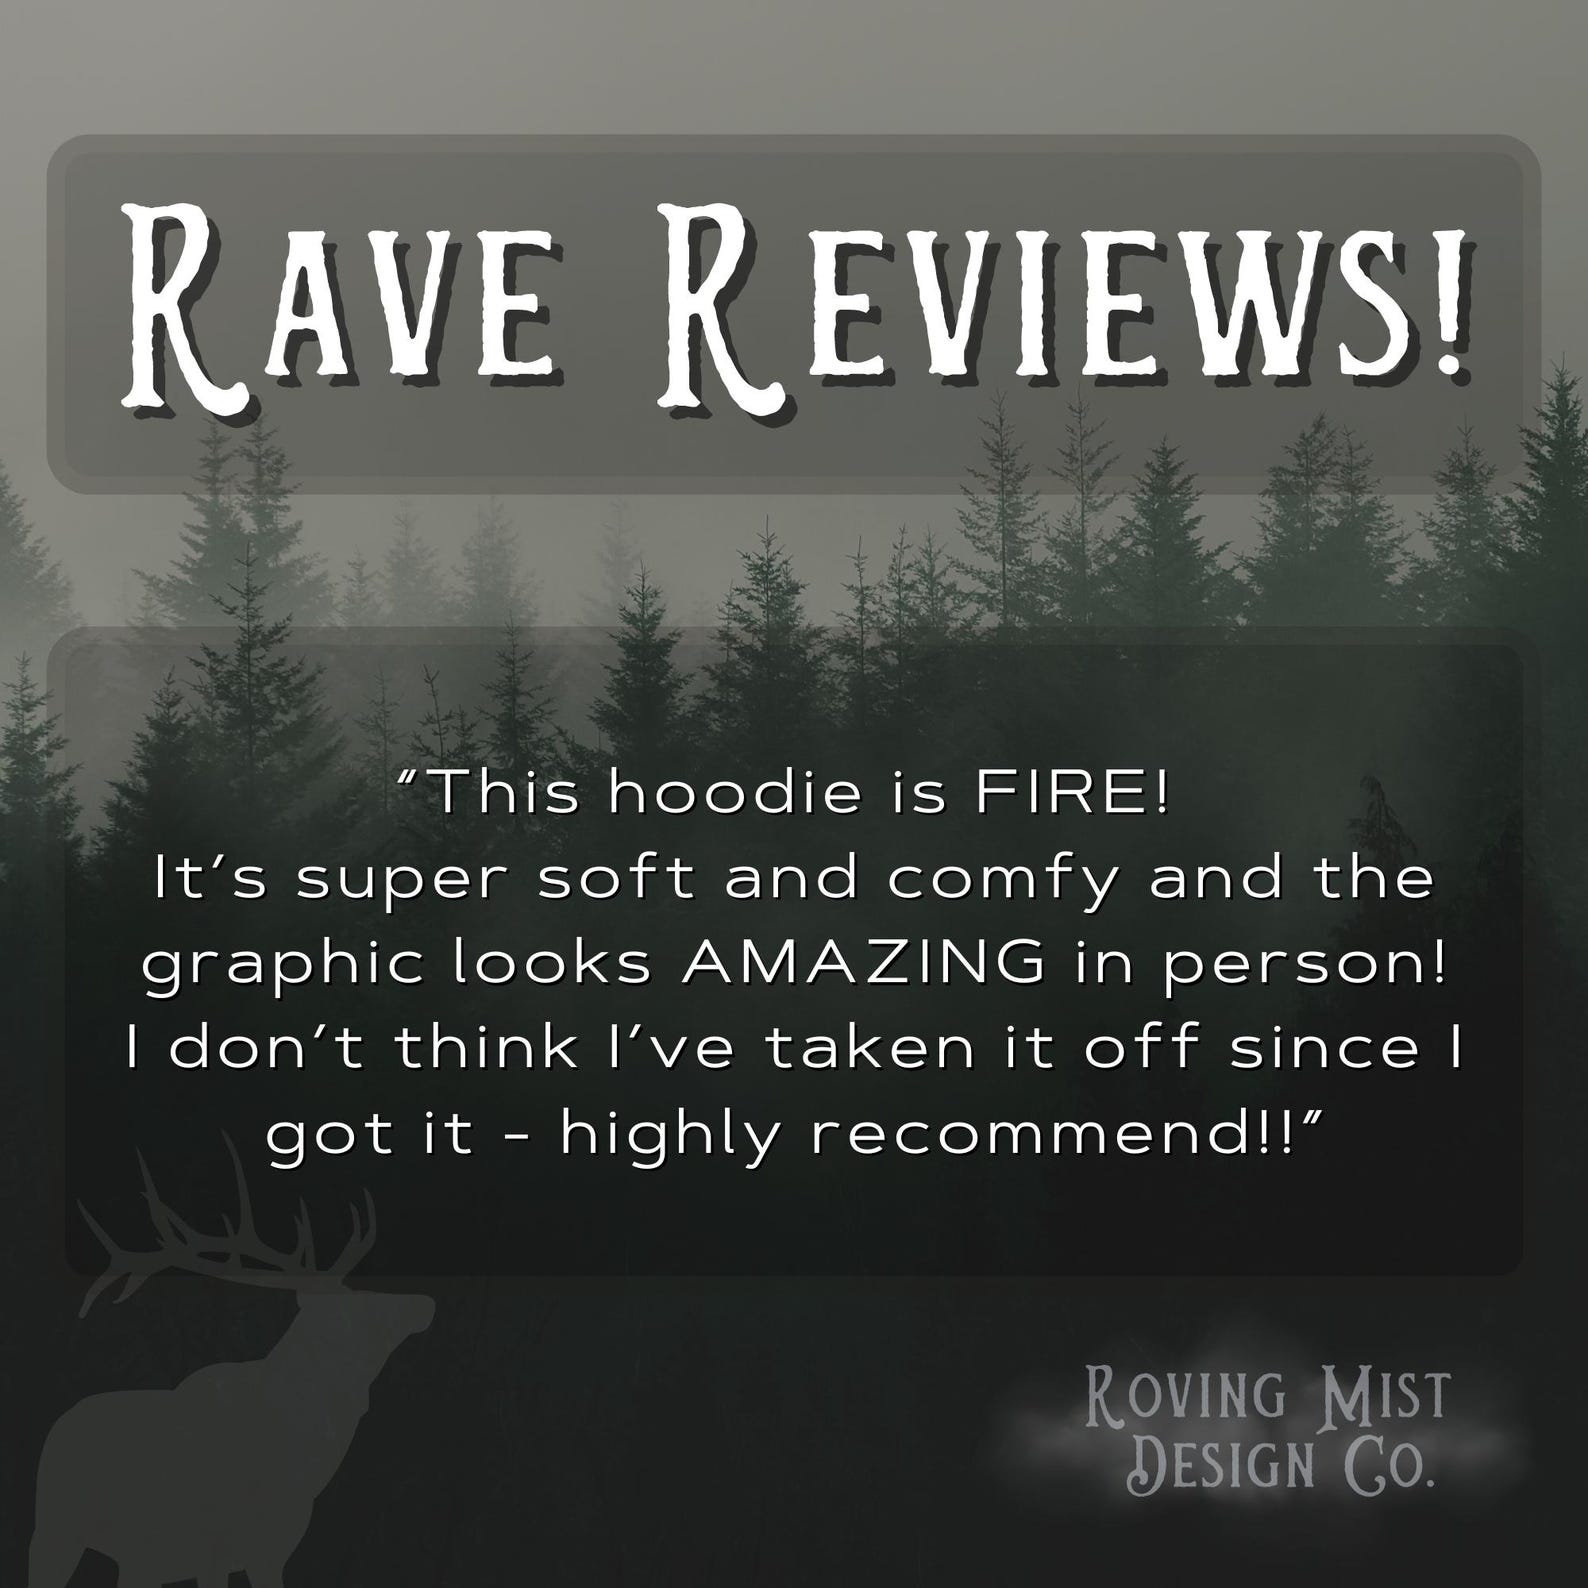 Rave Reviews!
“This hoodie is FIRE!
It’s super soft and comfy and the
graphic looks AMAZING in person!
I don’t think I’ve taken it off since I
got it - highly recommend!!”
Roving Mist
Design Co.